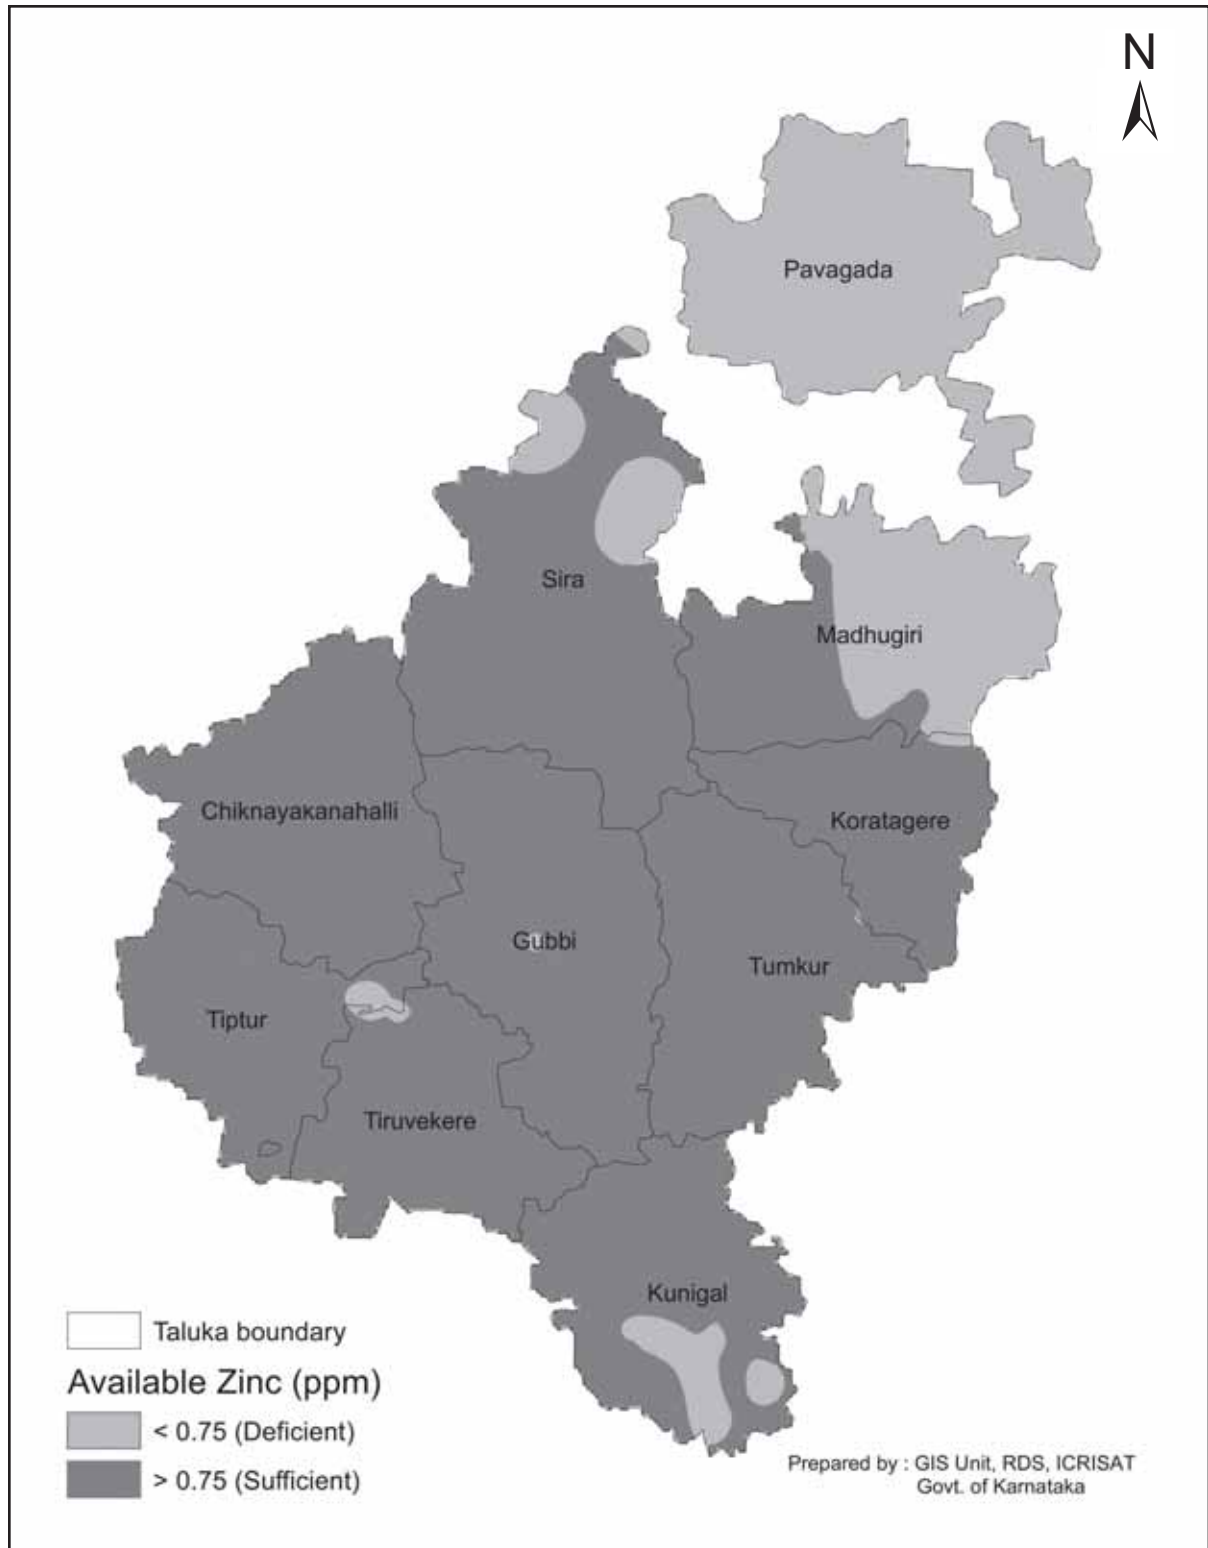 N
Pavagada
Sira
Madhugiri
Chiknayakanahalli
Koratagere
Gubbi
Tumkur
Tiptur
Tiruvekere
Kunigal
Taluka boundary
Available Zinc (ppm)
< 0.75 (Deficient)
> 0.75 (Sufficient)
Prepared by : GIS Unit, RDS, ICRISAT
Govt. of Karnataka